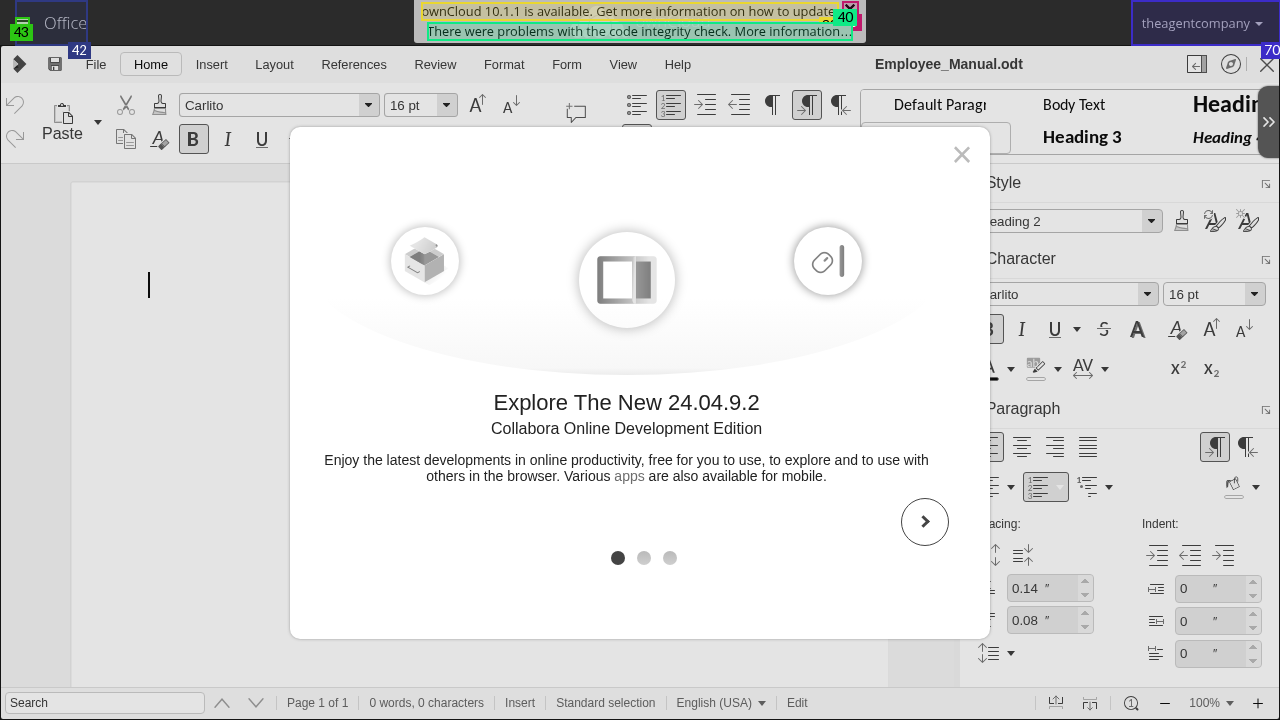 43
Office
42
ownCloud 10.1.1 is available. Get more information on how to update.
There were problems with the code integrity check. More information…
40
theagentcompany
70
File
Home
Insert
Layout
References
Review
Format
Form
View
Help
Employee_Manual.odt
Paste
Carlito
16 pt
A
A
B
I
U
Default Paragr
Body Text
Headin
Heading 3
Heading
Style
eading 2
Character
arlito
16 pt
B
I
U
S
A
A
A
A
AV
x²
x₂
Paragraph
acing:
Indent:
0.14 ″
0 ″
0.08 ″
0 ″
0 ″
Explore The New 24.04.9.2
Collabora Online Development Edition
Enjoy the latest developments in online productivity, free for you to use, to explore and to use with
others in the browser. Various apps are also available for mobile.
Search
Page 1 of 1
0 words, 0 characters
Insert
Standard selection
English (USA)
Edit
100%